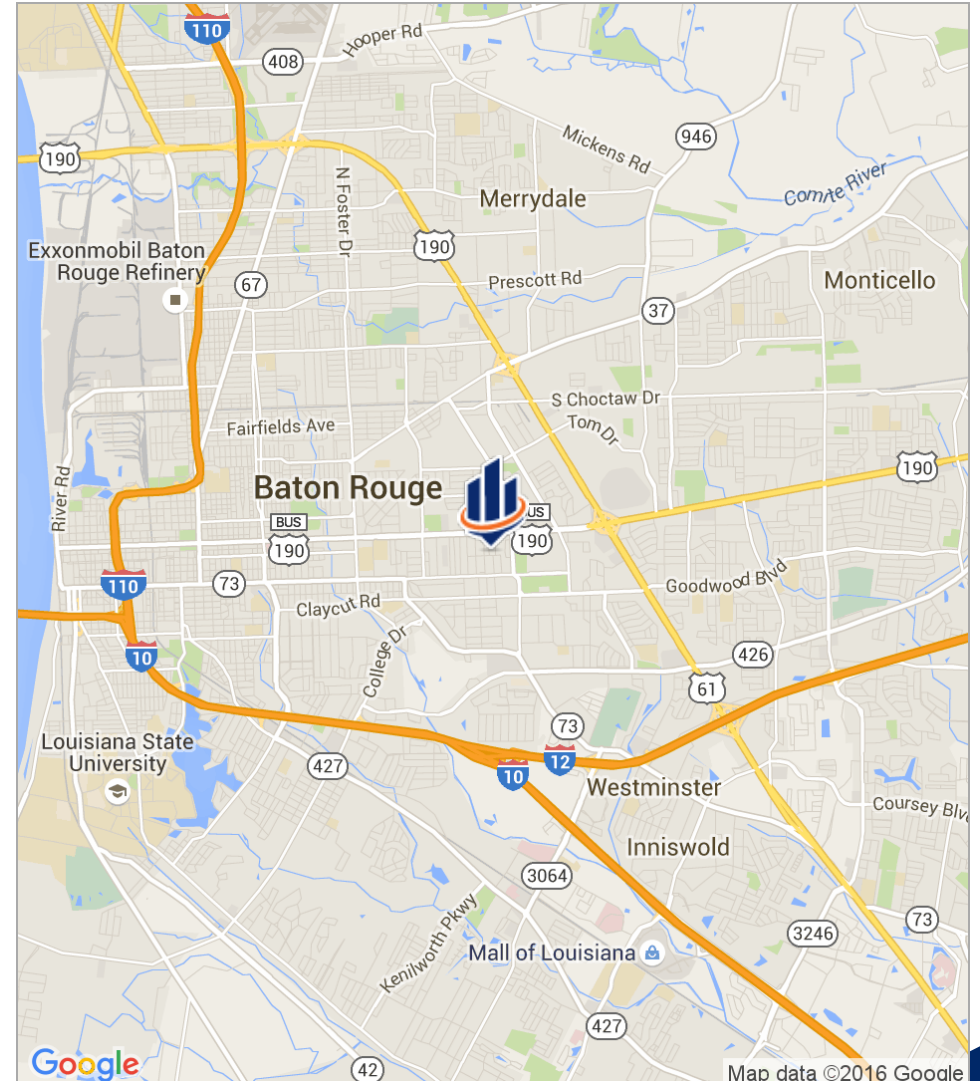 110
Hooper Rd
408
946
Mickens Rd
190
N Foster Dr
Comite River
Merrydale
190
Exxonmobil Baton
Rouge Refinery
67
Prescott Rd
Monticello
37
S Choctaw Dr
Tom Dr
Fairfields Ave
190
River Rd
Baton Rouge
BUS
190
US
190
110
73
Goodwood Blvd
Claycut Rd
College Dr
10
426
61
73
Louisiana State
University
427
12
10
Westminster
Coursey Blv
Inniswold
3064
73
3246
Kenilworth Pkwy
Mall of Louisiana
427
Google
42
Map data ©2016 Google